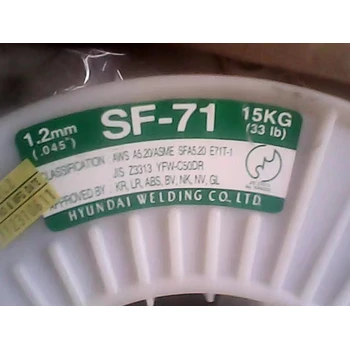 1.2mm
(.045")
SF-71
15KG
(33 lb)
CLASSIFICATION AWS A5.20/ASME SFA5.20 E71T-1
JIS Z3313 YFW-C50DR
APPROVED BY KR, LR, ABS, BV, NK, NV, GL
HYUNDAI WELDING CO., LTD.